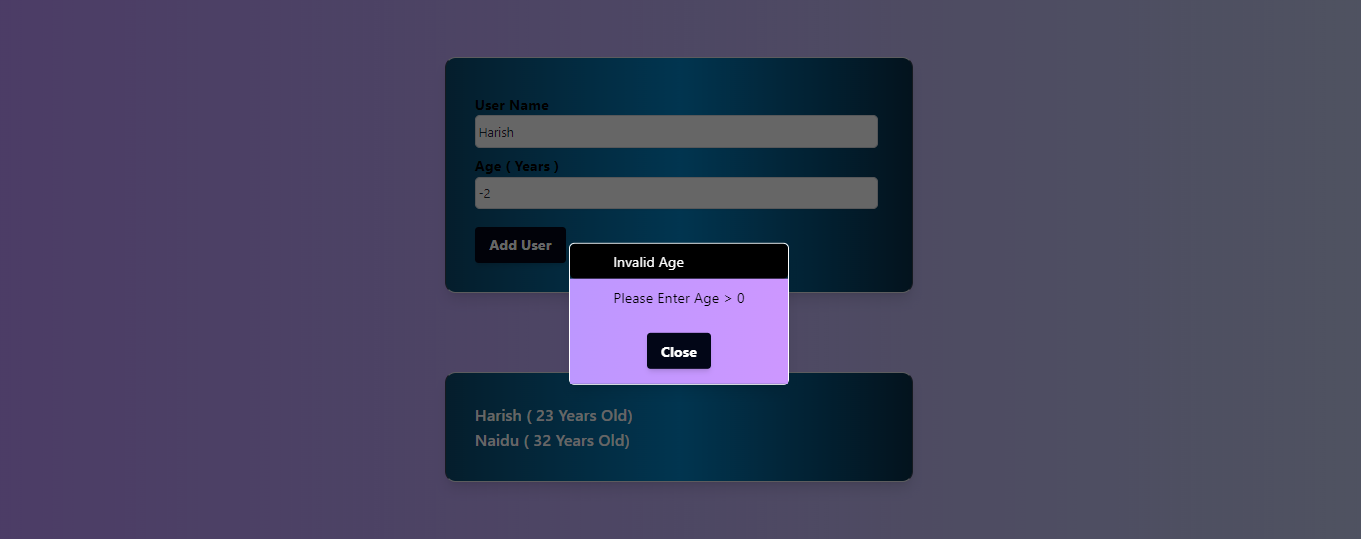 User Name
Harish
Age ( Years )
-2
Add User
Invalid Age
Please Enter Age > 0
Close
Harish ( 23 Years Old)
Naidu ( 32 Years Old)